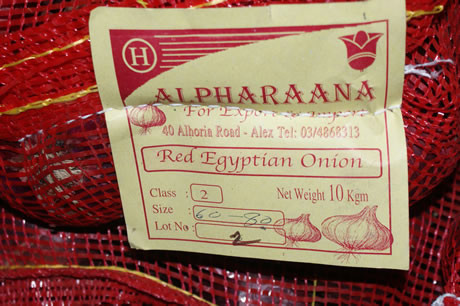 H
ALPHARAANA
For Export & Import
40 Alhoria Road - Alex Tel: 03/4868313
Red Egyptian Onion
Class : 2 Net Weight 10 Kgm
Size : 60-80
Lot No : 2